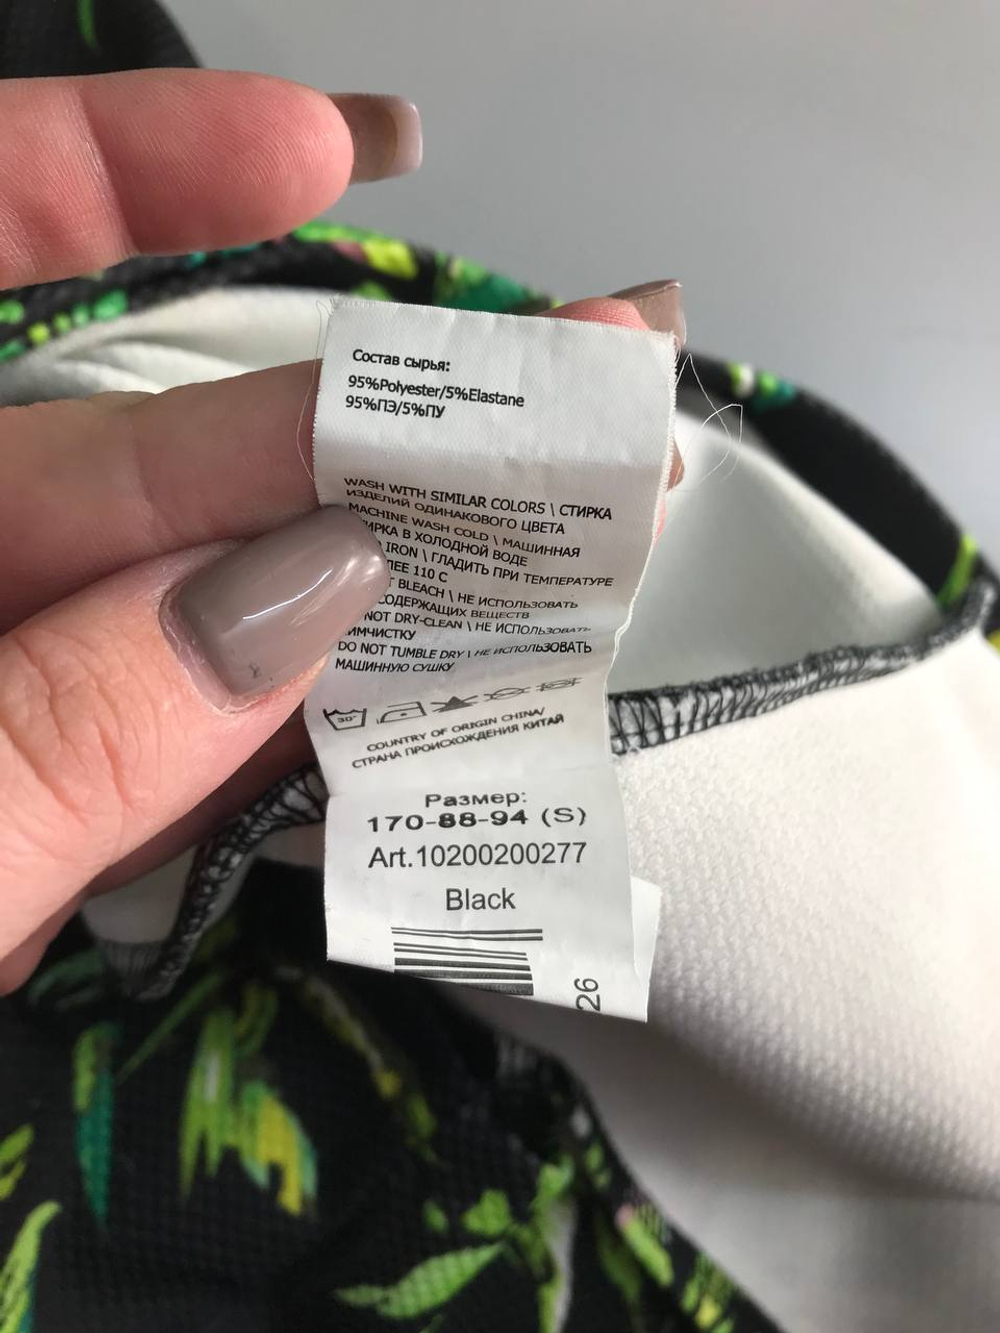 Состав сырья:
95%Polyester/5%Elastane
95%ПЭ/5%ПУ
WASH WITH SIMILAR COLORS \ СТИРКА
ИЗДЕЛИЙ ОДИНАКОВОГО ЦВЕТА
MACHINE WASH COLD \ МАШИННАЯ
В ХОЛОДНОЙ ВОДЕ
IRON \ ГЛАДИТЬ ПРИ ТЕМПЕРАТУРЕ
110 С
BLEACH \ НЕ ИСПОЛЬЗОВАТЬ
СОДЕРЖАЩИХ ВЕЩЕСТВ
NOT DRY-CLEAN \ НЕ ИСПОЛЬЗОВАТЬ
DO NOT TUMBLE DRY \ НЕ ИСПОЛЬЗОВАТЬ
МАШИННУЮ СУШКУ
30°
COUNTRY OF ORIGIN CHINA/
СТРАНА ПРОИСХОЖДЕНИЯ КИТАЙ
Размер:
170-88-94 (S)
Art.10200200277
Black
26